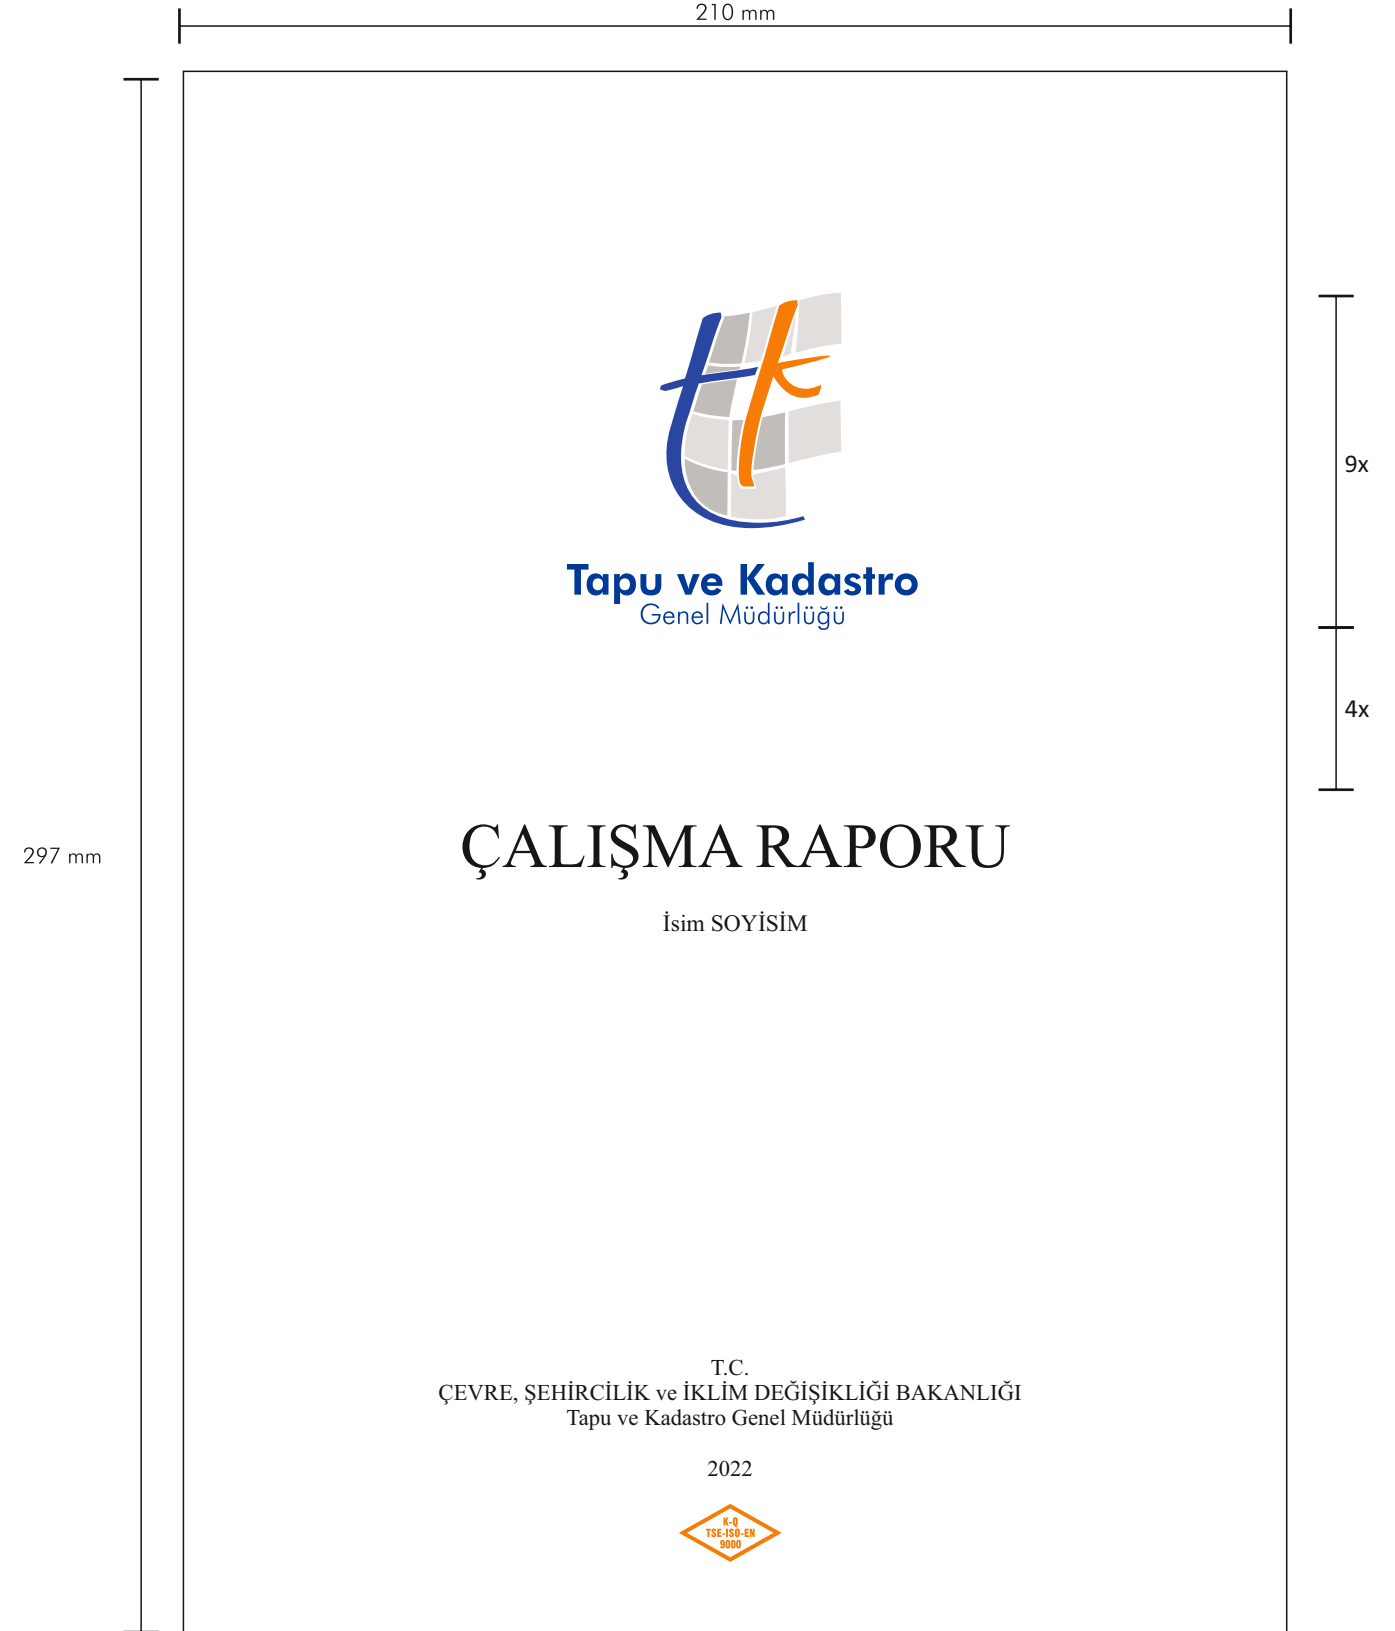 210 mm
tk
Tapu ve Kadastro
Genel Müdürlüğü
9x
4x
297 mm
ÇALIŞMA RAPORU
İsim SOYİSİM
T.C.
ÇEVRE, ŞEHİRCİLİK ve İKLİM DEĞİŞİKLİĞİ BAKANLIĞI
Tapu ve Kadastro Genel Müdürlüğü
2022
K-Q
TSE-ISO-EN
9000